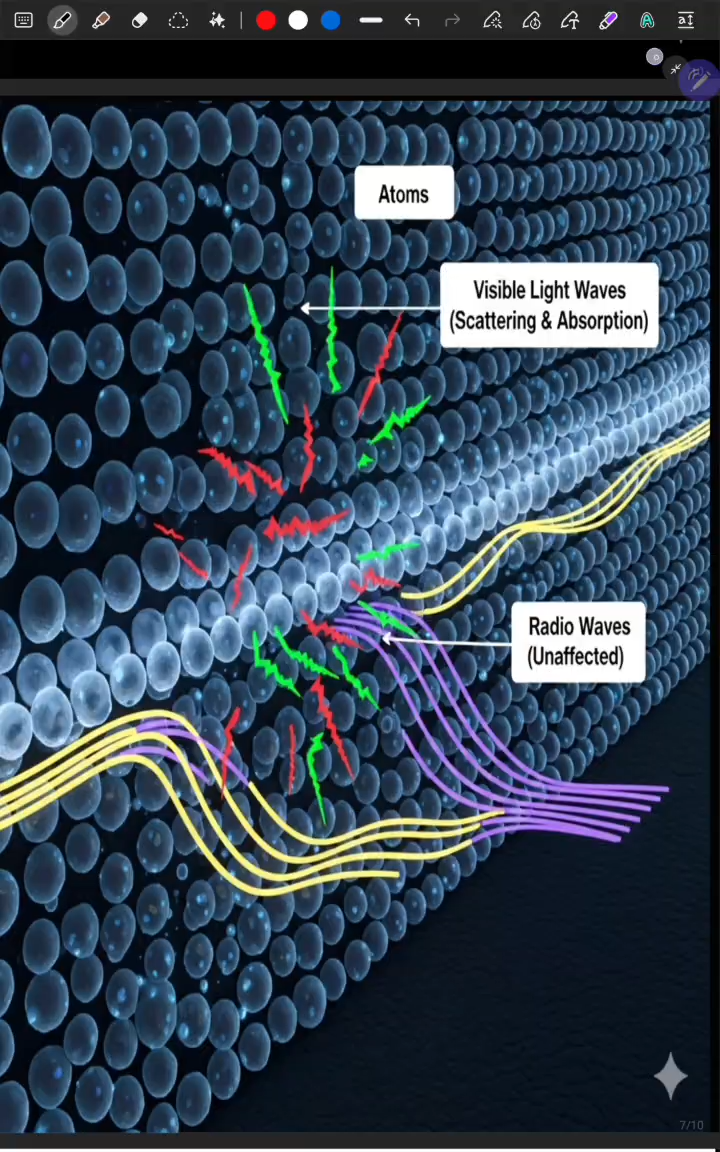 Atoms
Visible Light Waves
(Scattering & Absorption)
Radio Waves
(Unaffected)
7/10